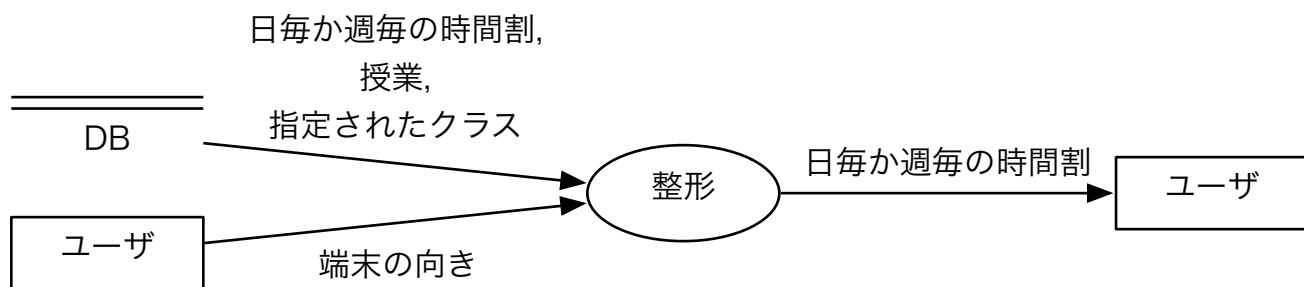 日毎か週毎の時間割,
授業,
指定されたクラス
DB
整形
日毎か週毎の時間割
ユーザ
ユーザ
端末の向き